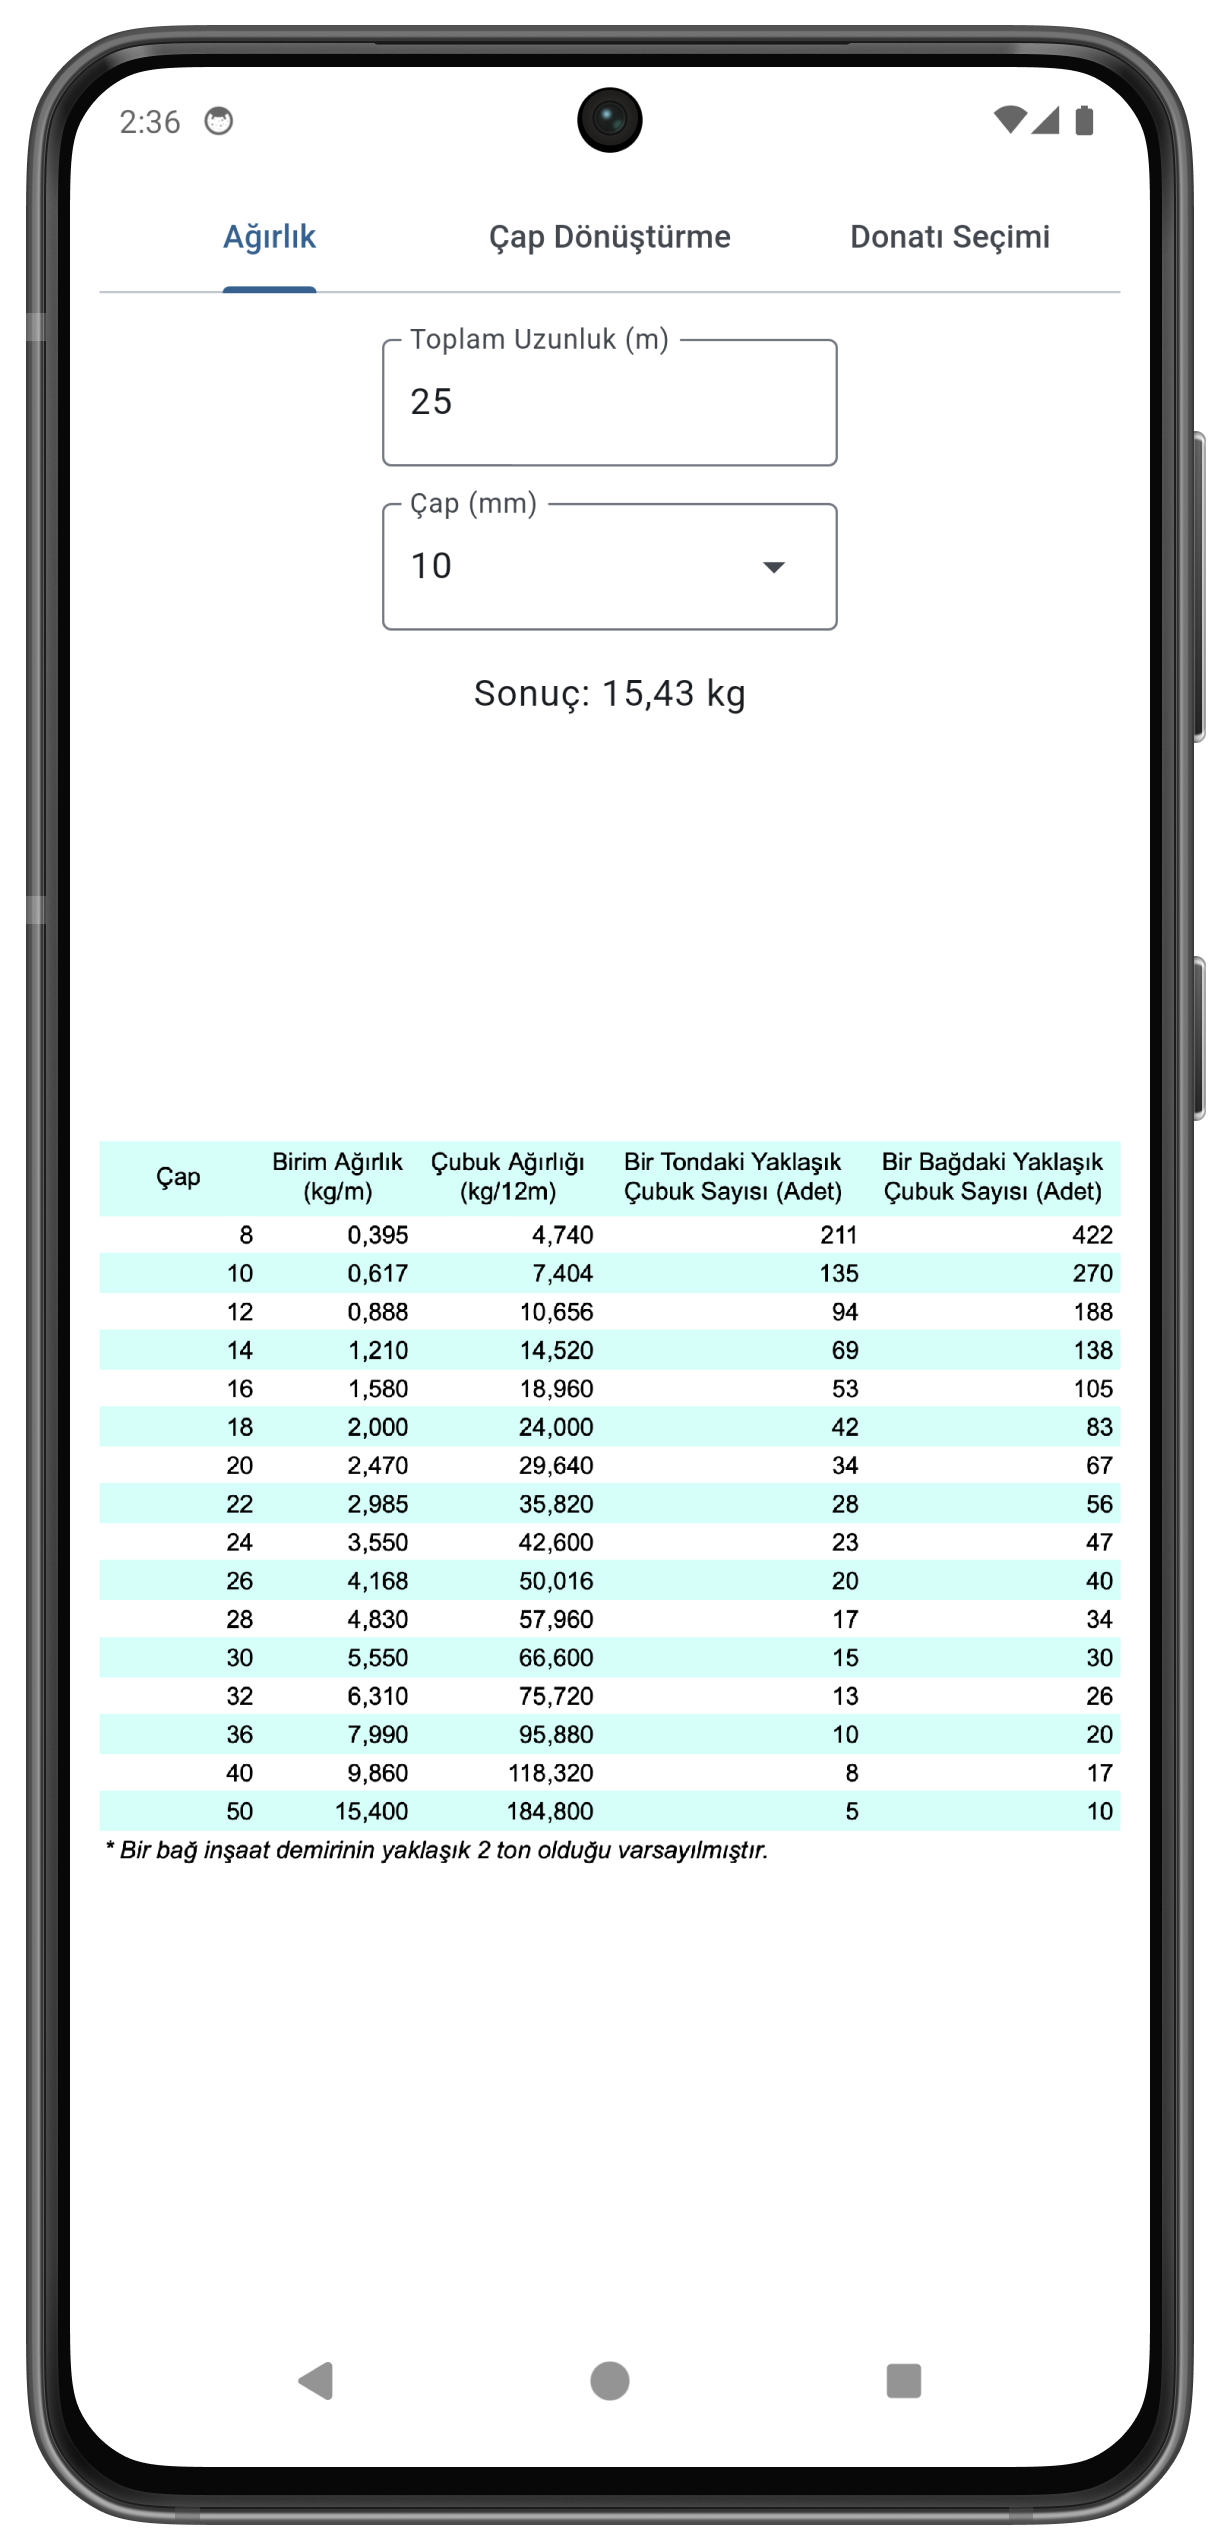 2:36
Ağırlık Çap Dönüştürme Donatı Seçimi
Toplam Uzunluk (m)
25
Çap (mm)
10
Sonuç: 15,43 kg
Çap Birim Ağırlık (kg/m) Çubuk Ağırlığı (kg/12m) Bir Tondaki Yaklaşık Çubuk Sayısı (Adet) Bir Bağdaki Yaklaşık Çubuk Sayısı (Adet)
8 0,395 4,740 211 422
10 0,617 7,404 135 270
12 0,888 10,656 94 188
14 1,210 14,520 69 138
16 1,580 18,960 53 105
18 2,000 24,000 42 83
20 2,470 29,640 34 67
22 2,985 35,820 28 56
24 3,550 42,600 23 47
26 4,168 50,016 20 40
28 4,830 57,960 17 34
30 5,550 66,600 15 30
32 6,310 75,720 13 26
36 7,990 95,880 10 20
40 9,860 118,320 8 17
50 15,400 184,800 5 10
* Bir bağ inşaat demirinin yaklaşık 2 ton olduğu varsayılmıştır.